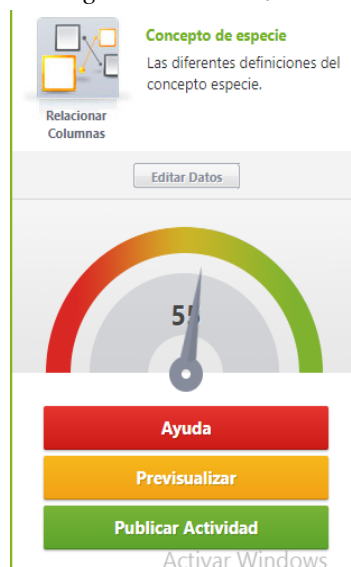 Concepto de especie
Las diferentes definiciones del
concepto especie.
Relacionar
Columnas
Editar Datos
55
Ayuda
Previsualizar
Publicar Actividad
Activar Windows